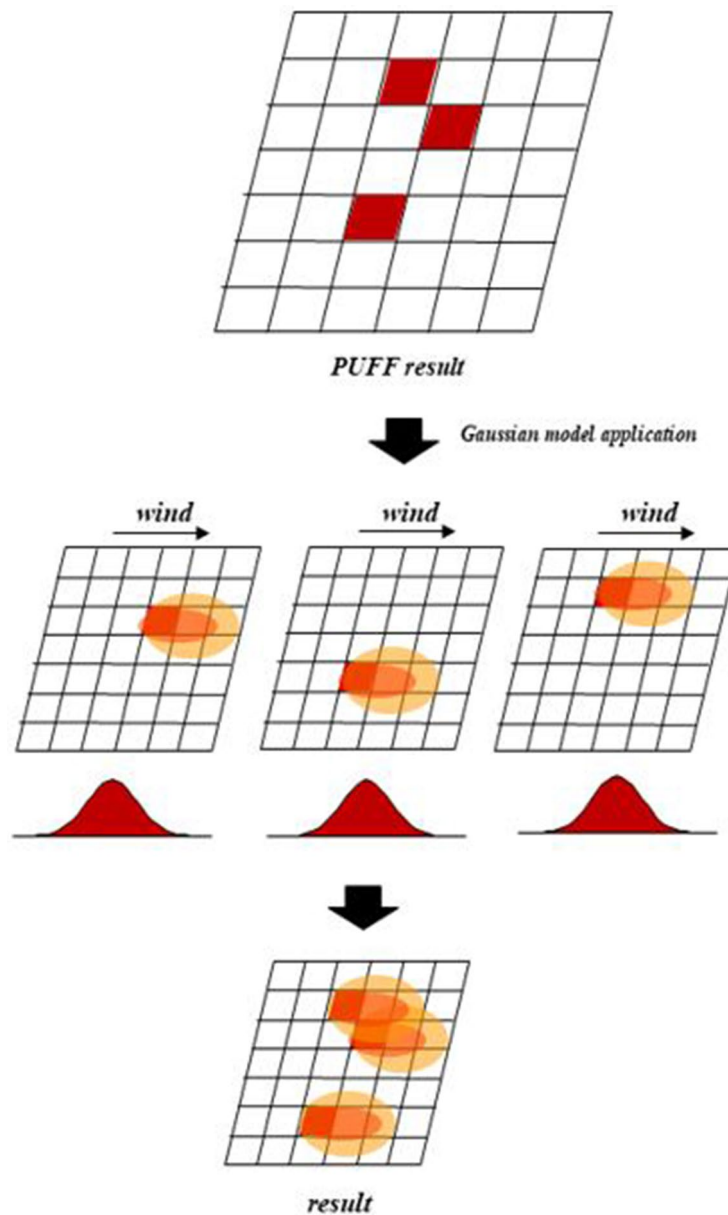 PUFF result
Gaussian model application
wind
wind
wind
result